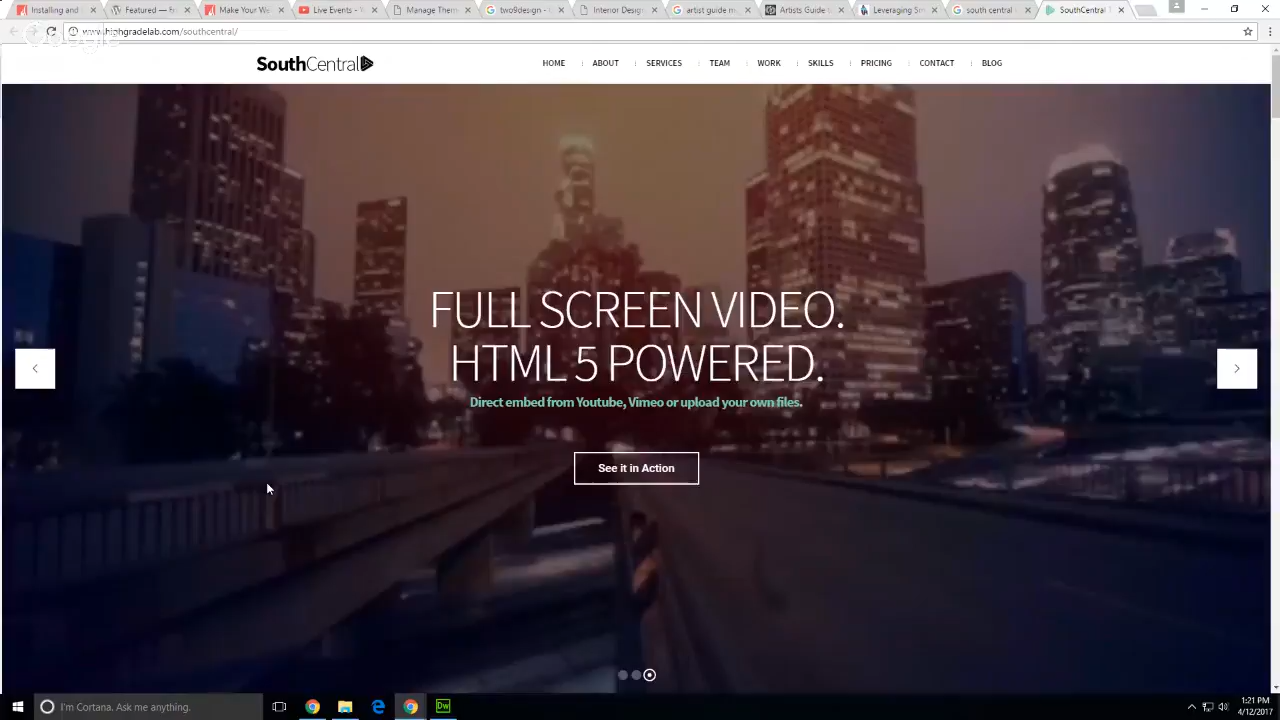 Installing and
Featured — E
Make Your Wa
Live Events - Y
Manage Them
two9design - 
Interior Design
artist guide m
Artists Guide t
Leveraging Se
south central
SouthCentral
www.highgradelab.com/southcentral/
SouthCentral
HOME
ABOUT
SERVICES
TEAM
WORK
SKILLS
PRICING
CONTACT
BLOG
FULL SCREEN VIDEO.
HTML 5 POWERED.
Direct embed from Youtube, Vimeo or upload your own files.
See it in Action
I'm Cortana. Ask me anything.
Dw
1:21 PM
4/12/2017